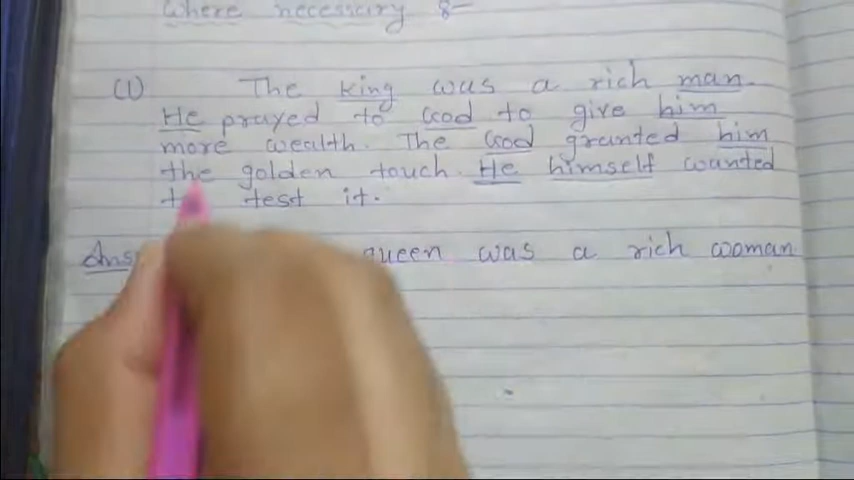 where necessary :-
(1) The king was a rich man.
He prayed to God to give him
more wealth. The God granted him
the golden touch. He himself wanted
test it.
Ans queen was a rich woman